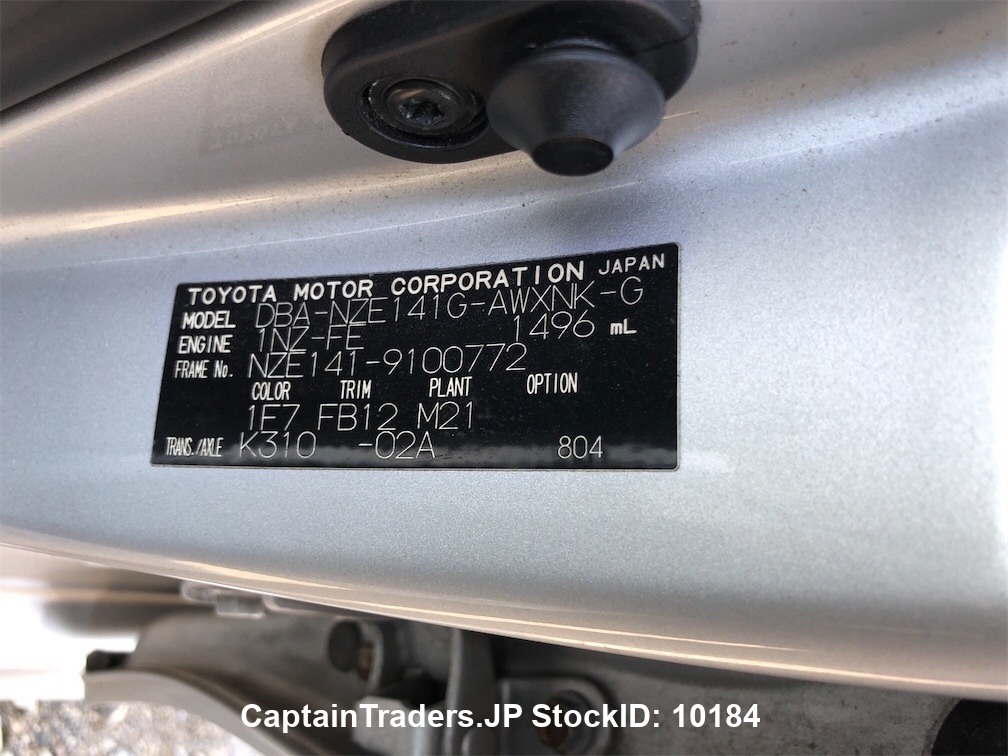 TOYOTA MOTOR CORPORATION JAPAN
MODEL DBA-NZE141G-AWXNK-G
ENGINE 1NZ-FE 1496 mL
FRAME No. NZE141-9100772
COLOR TRIM PLANT OPTION
1E7 FB12 M21
TRANS./AXLE K310 -02A 804
CaptainTraders.JP StockID: 10184